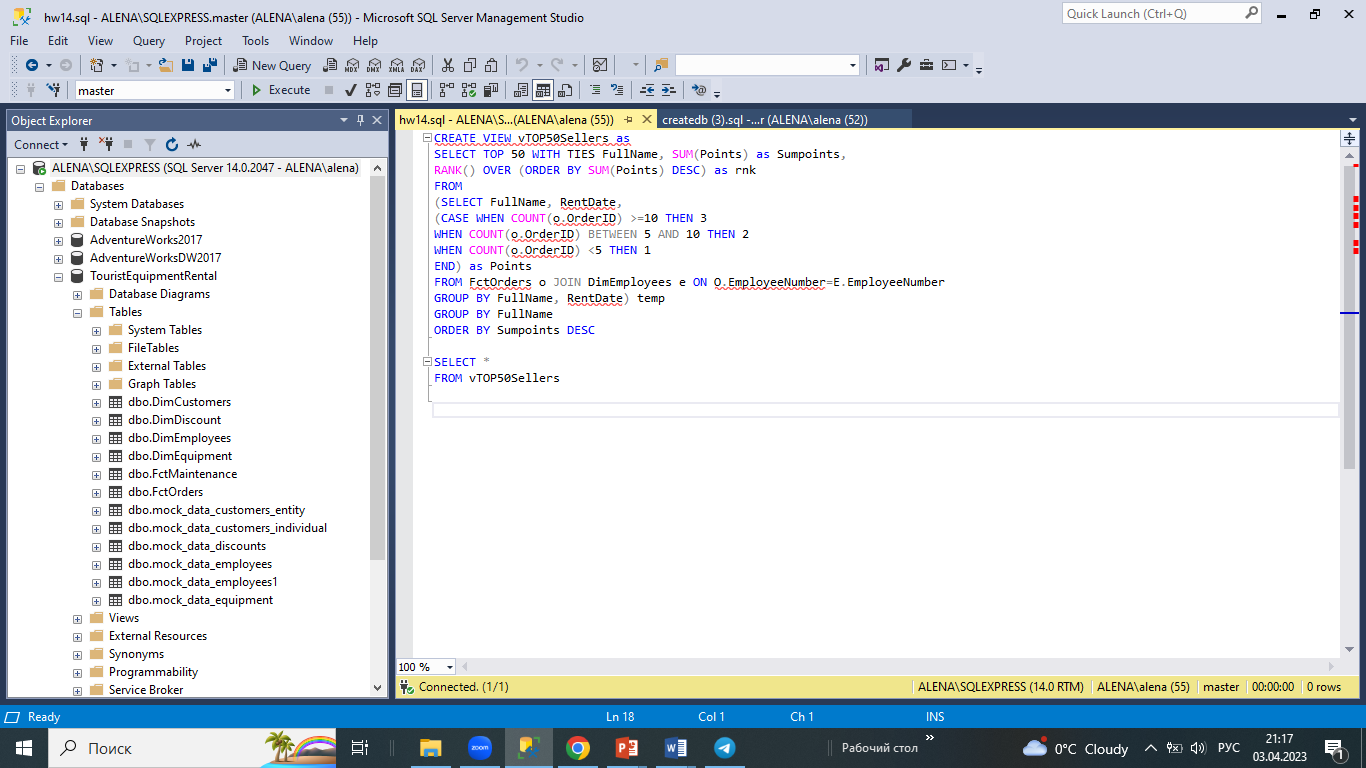 hw14.sql - ALENA\SQLEXPRESS.master (ALENA\alena (55)) - Microsoft SQL Server Management Studio
Quick Launch (Ctrl+Q)
File Edit View Query Project Tools Window Help
New Query
MDX DMX XMLA DAX
master
Execute
Object Explorer
Connect
ALENA\SQLEXPRESS (SQL Server 14.0.2047 - ALENA\alena)
Databases
System Databases
Database Snapshots
AdventureWorks2017
AdventureWorksDW2017
TouristEquipmentRental
Database Diagrams
Tables
System Tables
FileTables
External Tables
Graph Tables
dbo.DimCustomers
dbo.DimDiscount
dbo.DimEmployees
dbo.DimEquipment
dbo.FctMaintenance
dbo.FctOrders
dbo.mock_data_customers_entity
dbo.mock_data_customers_individual
dbo.mock_data_discounts
dbo.mock_data_employees
dbo.mock_data_employees1
dbo.mock_data_equipment
Views
External Resources
Synonyms
Programmability
Service Broker
hw14.sql - ALENA\S...(ALENA\alena (55))
createdb (3).sql -...r (ALENA\alena (52))
CREATE VIEW vTOP50Sellers as
SELECT TOP 50 WITH TIES FullName, SUM(Points) as Sumpoints,
RANK() OVER (ORDER BY SUM(Points) DESC) as rnk
FROM
(SELECT FullName, RentDate,
(CASE WHEN COUNT(o.OrderID) >=10 THEN 3
WHEN COUNT(o.OrderID) BETWEEN 5 AND 10 THEN 2
WHEN COUNT(o.OrderID) <5 THEN 1
END) as Points
FROM FctOrders o JOIN DimEmployees e ON O.EmployeeNumber=E.EmployeeNumber
GROUP BY FullName, RentDate) temp
GROUP BY FullName
ORDER BY Sumpoints DESC
SELECT *
FROM vTOP50Sellers
100 %
Connected. (1/1)
ALENA\SQLEXPRESS (14.0 RTM) ALENA\alena (55) master 00:00:00 0 rows
Ready
Ln 18 Col 1 Ch 1 INS
Поиск
zoom
Рабочий стол
0°C Cloudy
РУС
21:17
03.04.2023
1